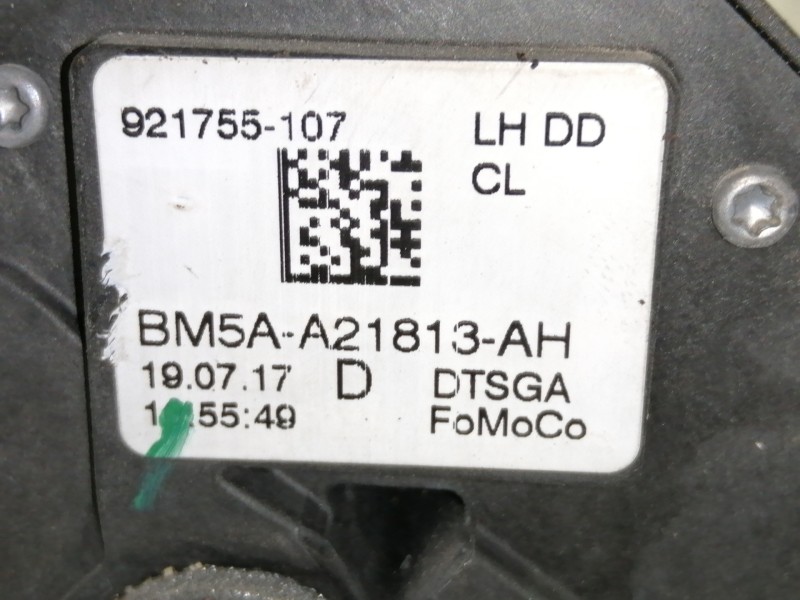 921755-107 LH DD
CL
BM5A-A21813-AH
19.07.17 D DTSGA
FoMoCo